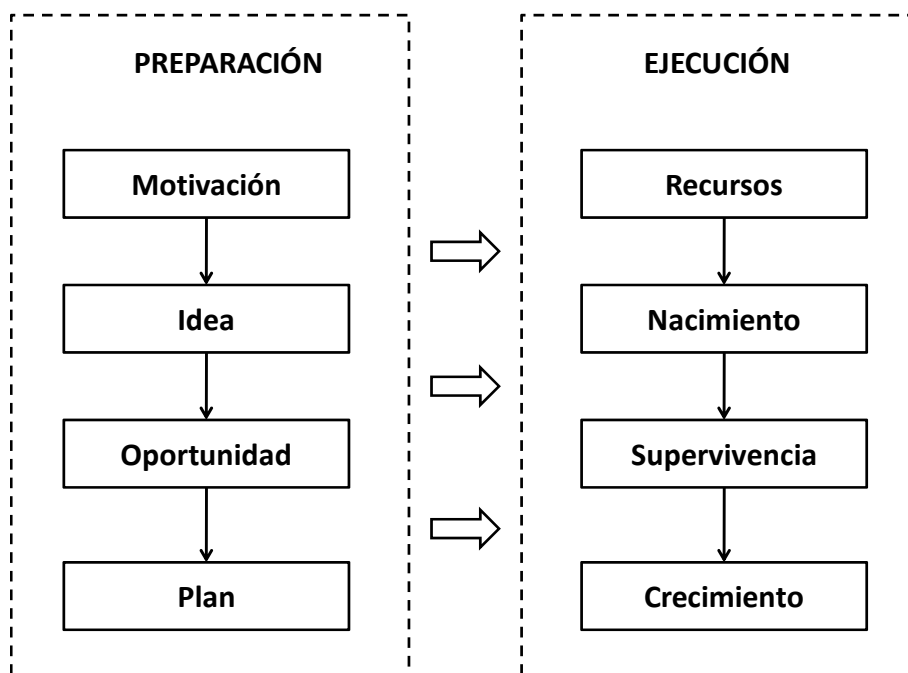 PREPARACIÓN
Motivación
Idea
Oportunidad
Plan
EJECUCIÓN
Recursos
Nacimiento
Supervivencia
Crecimiento